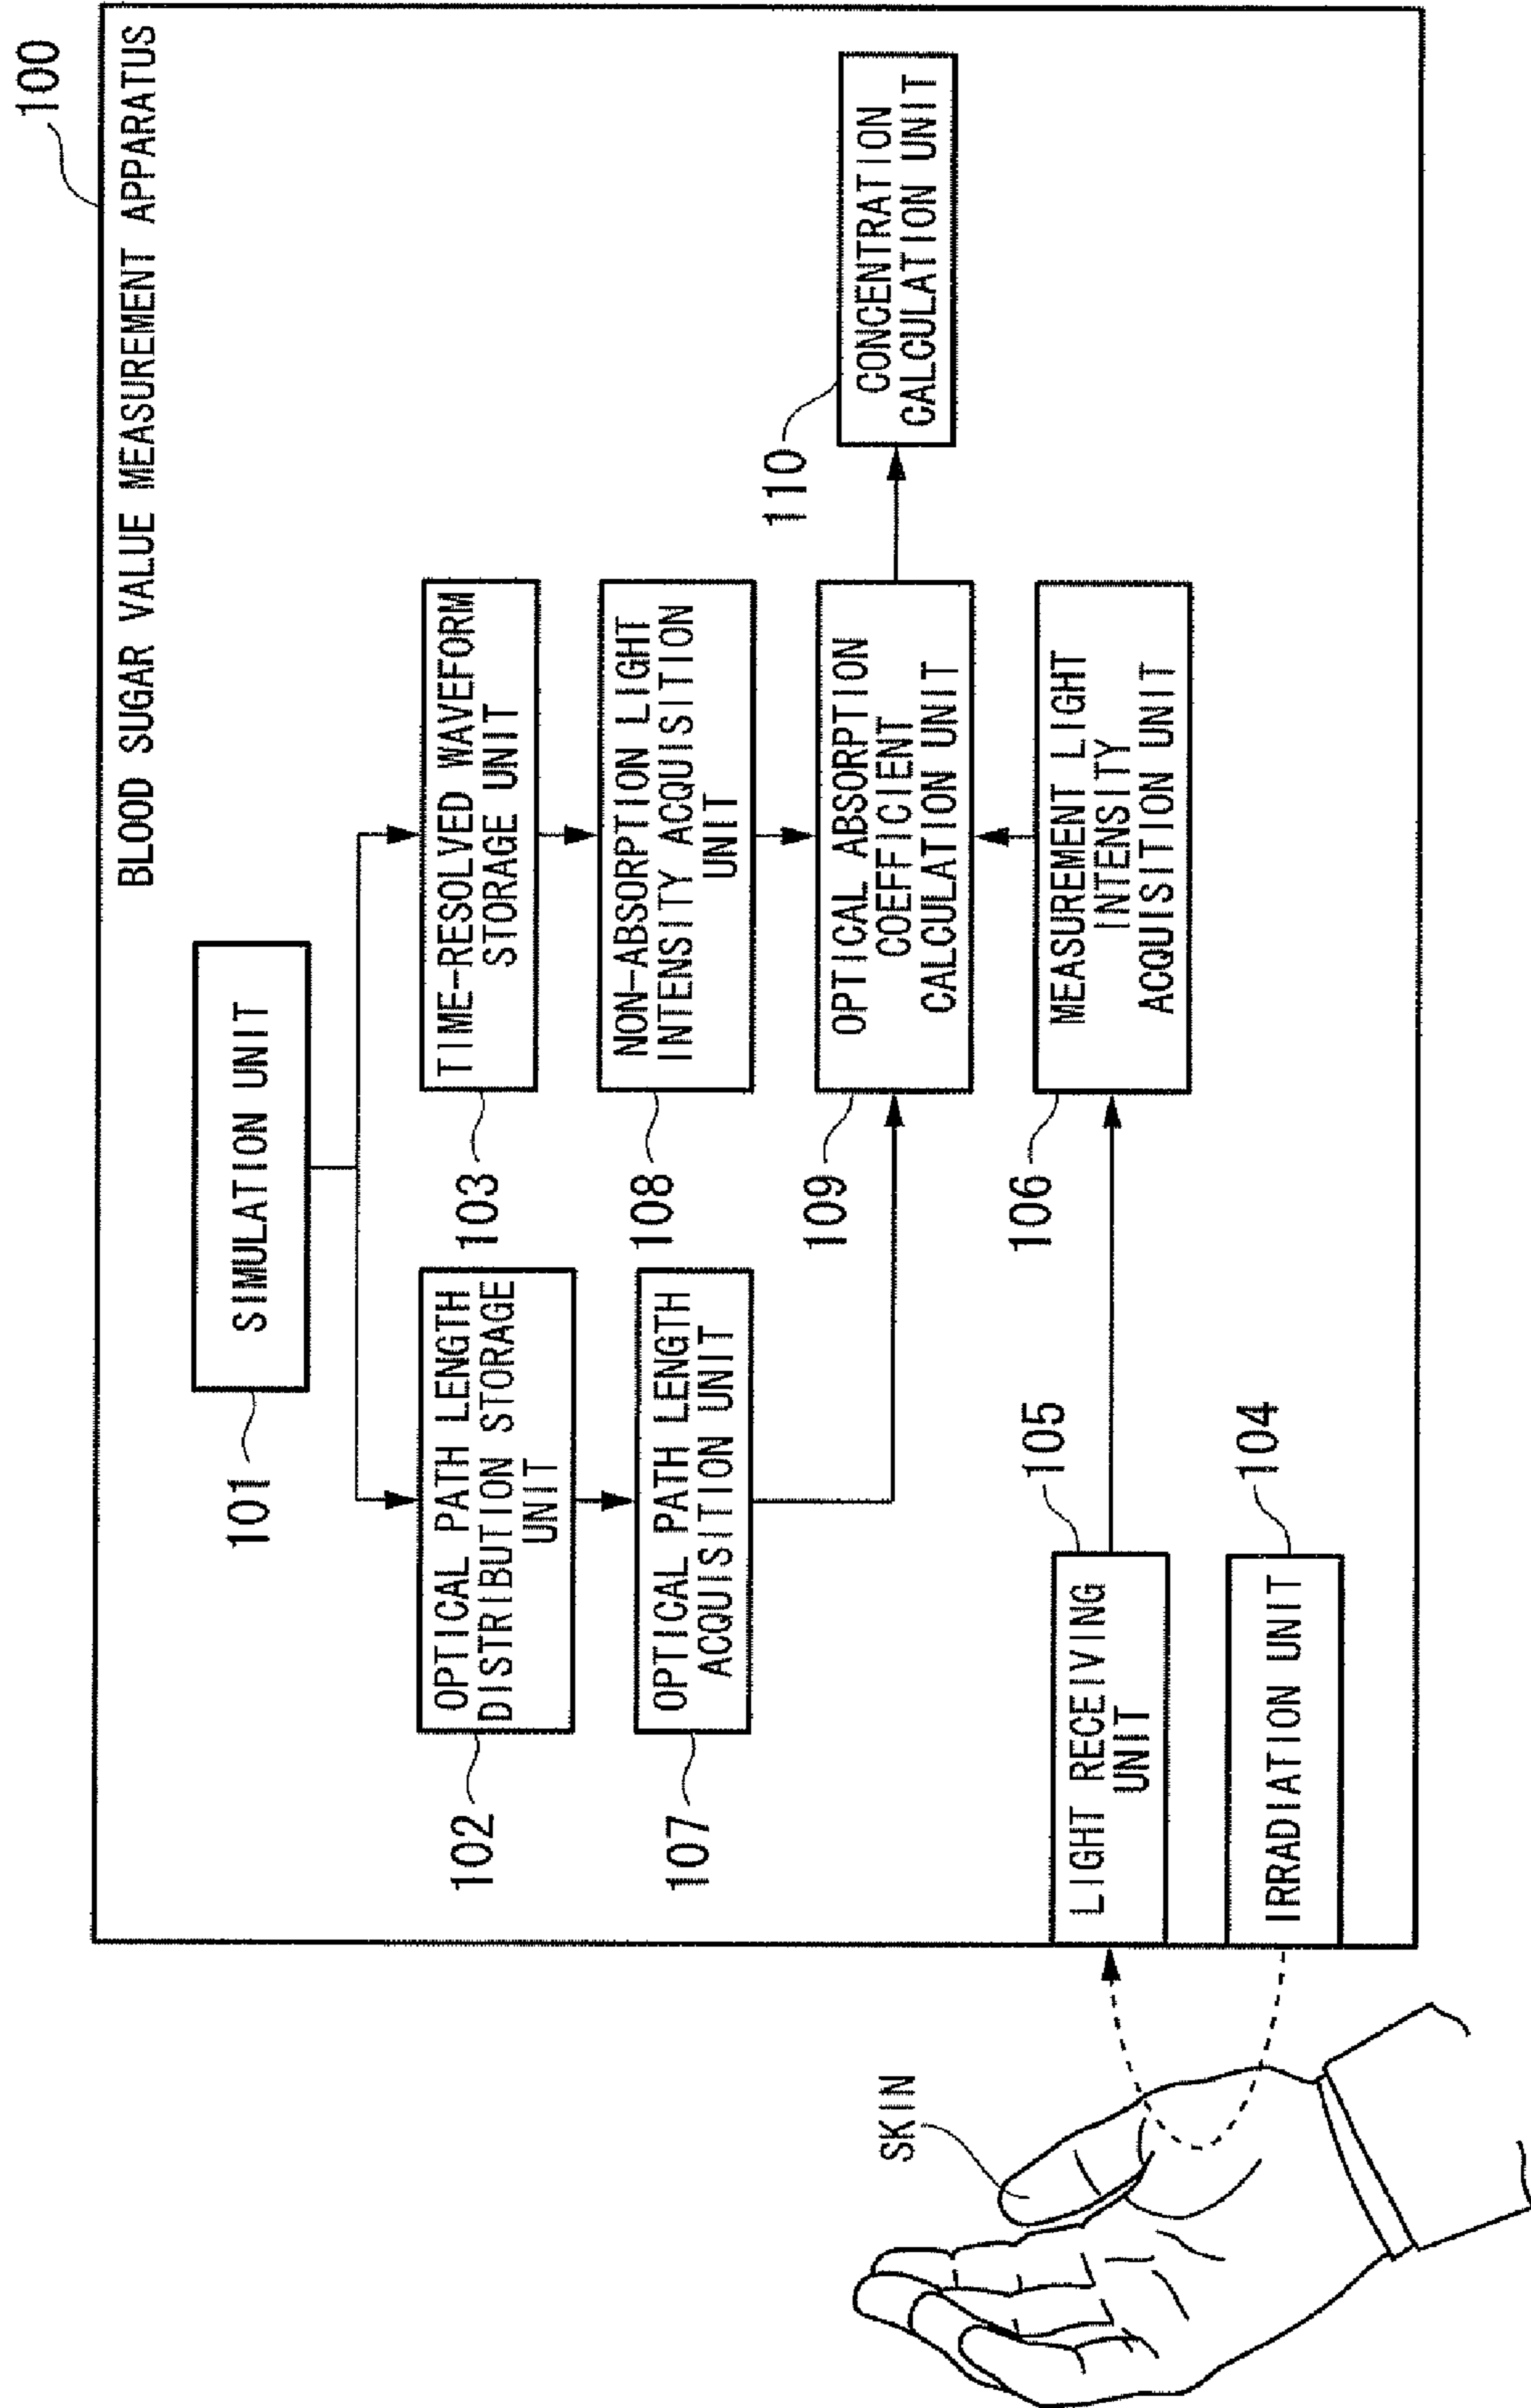 100
BLOOD SUGAR VALUE MEASUREMENT APPARATUS
101
SIMULATION UNIT
102
OPTICAL PATH LENGTH
DISTRIBUTION STORAGE
UNIT
103
TIME-RESOLVED WAVEFORM
STORAGE UNIT
107
OPTICAL PATH LENGTH
ACQUISITION UNIT
108
NON-ABSORPTION LIGHT
INTENSITY ACQUISITION
UNIT
109
OPTICAL ABSORPTION
COEFFICIENT
CALCULATION UNIT
110
CONCENTRATION
CALCULATION UNIT
SKIN
105
LIGHT RECEIVING
UNIT
106
MEASUREMENT LIGHT
INTENSITY
ACQUISITION UNIT
104
IRRADIATION UNIT